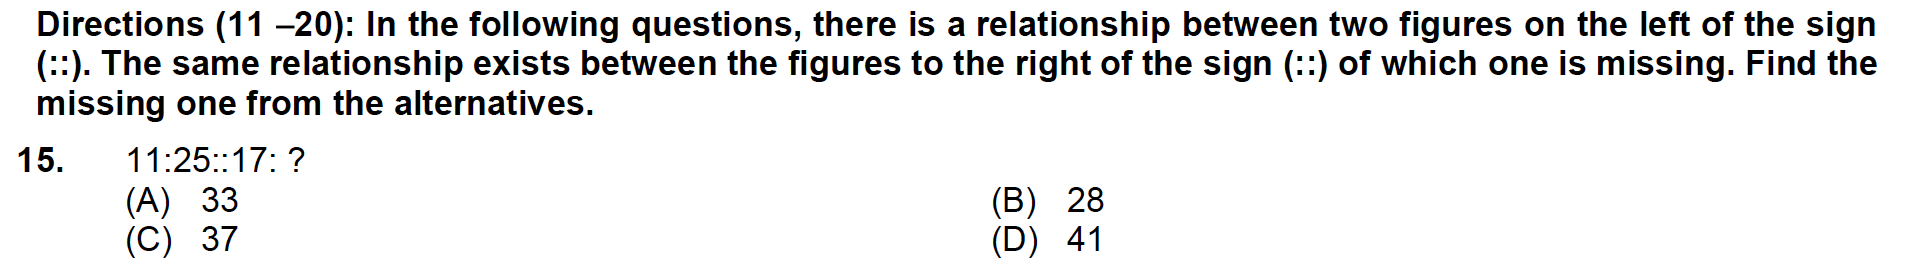 Directions (11 –20): In the following questions, there is a relationship between two figures on the left of the sign
(::). The same relationship exists between the figures to the right of the sign (::) of which one is missing. Find the
missing one from the alternatives.
15. 11:25::17: ?
(A) 33 (B) 28
(C) 37 (D) 41